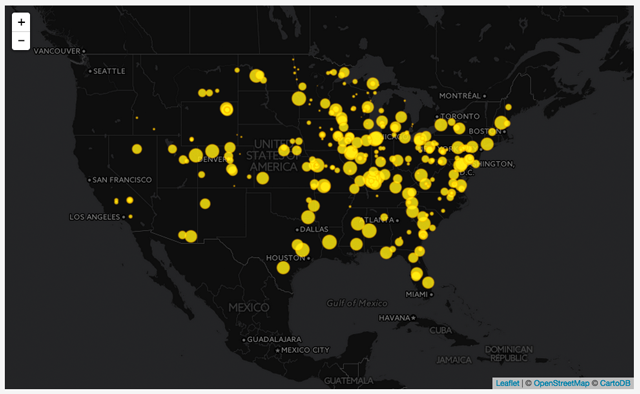 +
−
VANCOUVER
SEATTLE
MONTRÉAL
TORONTO
BOSTON
UNITED
STATES OF
AMERICA
DENVER
D.C.
SAN FRANCISCO
LOS ANGELES
ATLANTA
DALLAS
HOUSTON
MIAMI
Gulf of Mexico
MEXICO
HAVANA
CUBA
GUADALAJARA
MEXICO CITY
JAMAICA
DOMINICAN
REPUBLIC
GUATEMALA
Leaflet | © OpenStreetMap © CartoDB